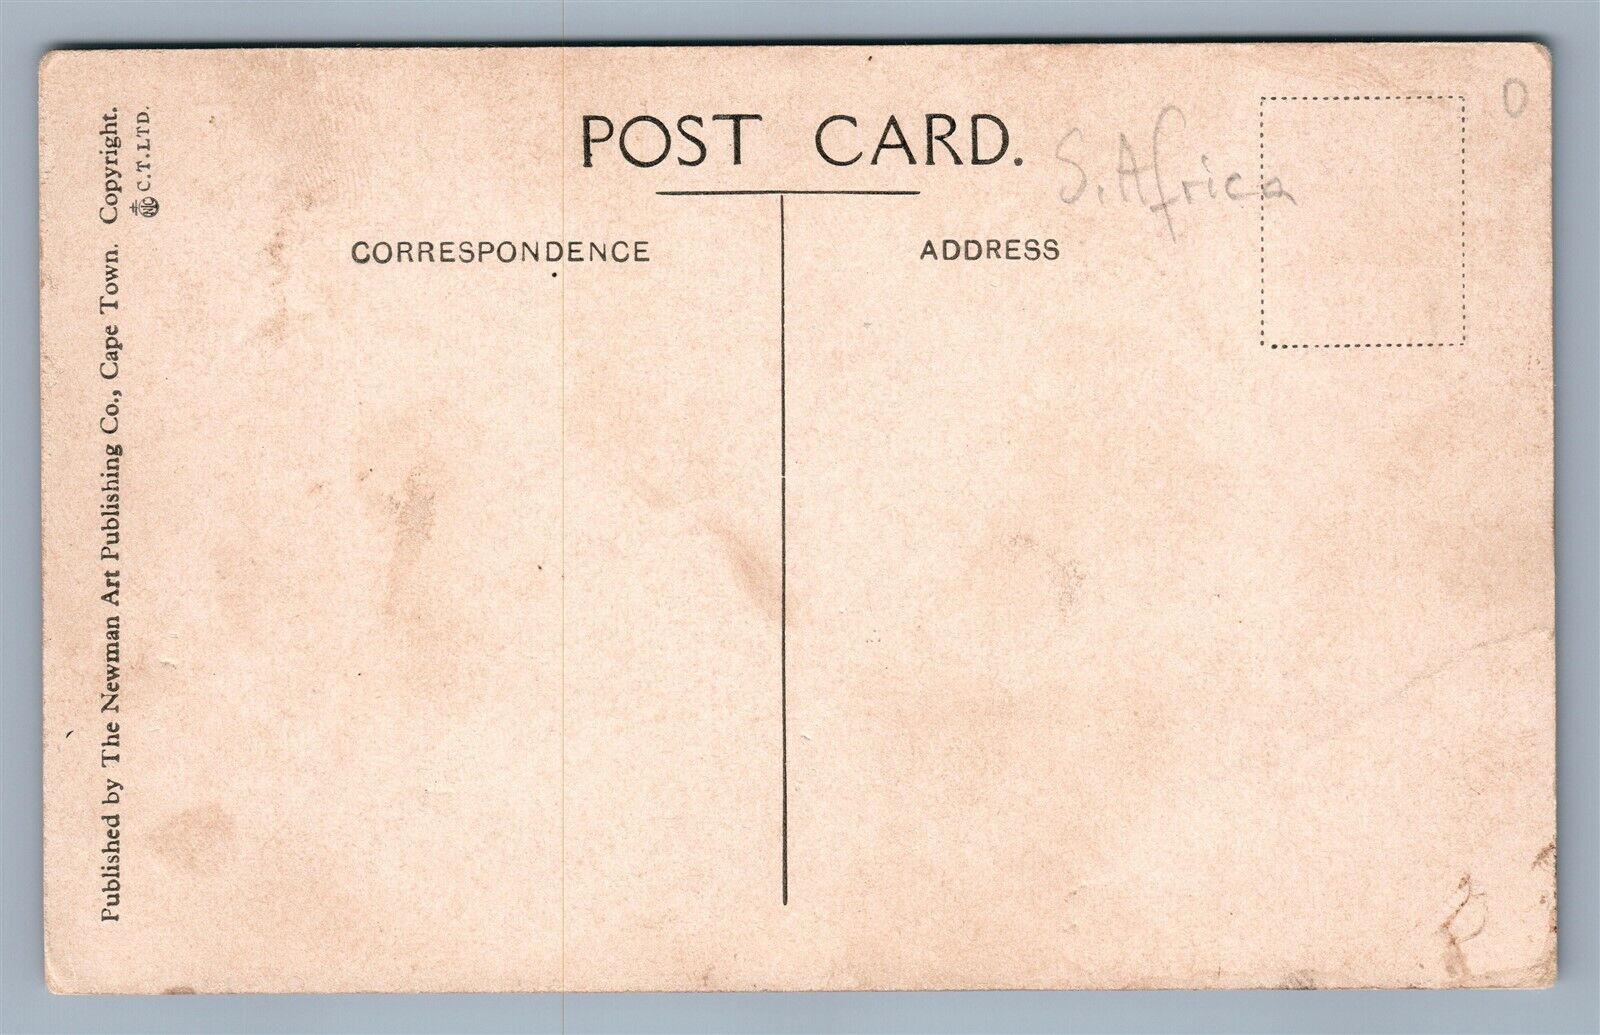 POST CARD.
S. Africa
CORRESPONDENCE
ADDRESS
Published by The Newman Art Publishing Co., Cape Town. Copyright.
C.T.LTD.